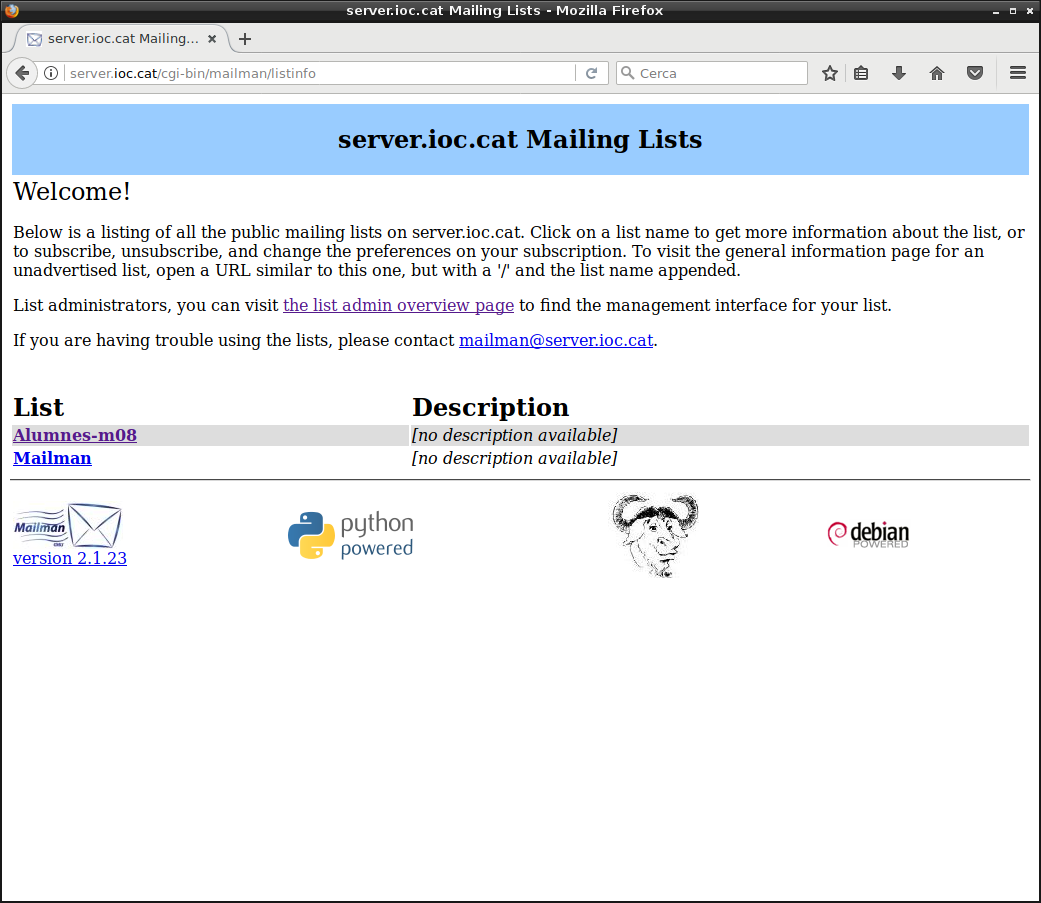 server.ioc.cat Mailing Lists - Mozilla Firefox
server.ioc.cat Mailing...
server.ioc.cat/cgi-bin/mailman/listinfo
Cerca
server.ioc.cat Mailing Lists
Welcome!
Below is a listing of all the public mailing lists on server.ioc.cat. Click on a list name to get more information about the list, or
to subscribe, unsubscribe, and change the preferences on your subscription. To visit the general information page for an
unadvertised list, open a URL similar to this one, but with a '/' and the list name appended.
List administrators, you can visit the list admin overview page to find the management interface for your list.
If you are having trouble using the lists, please contact mailman@server.ioc.cat.
List Description
Alumnes-m08 [no description available]
Mailman [no description available]
Mailman
python
powered
debian
POWERED
version 2.1.23